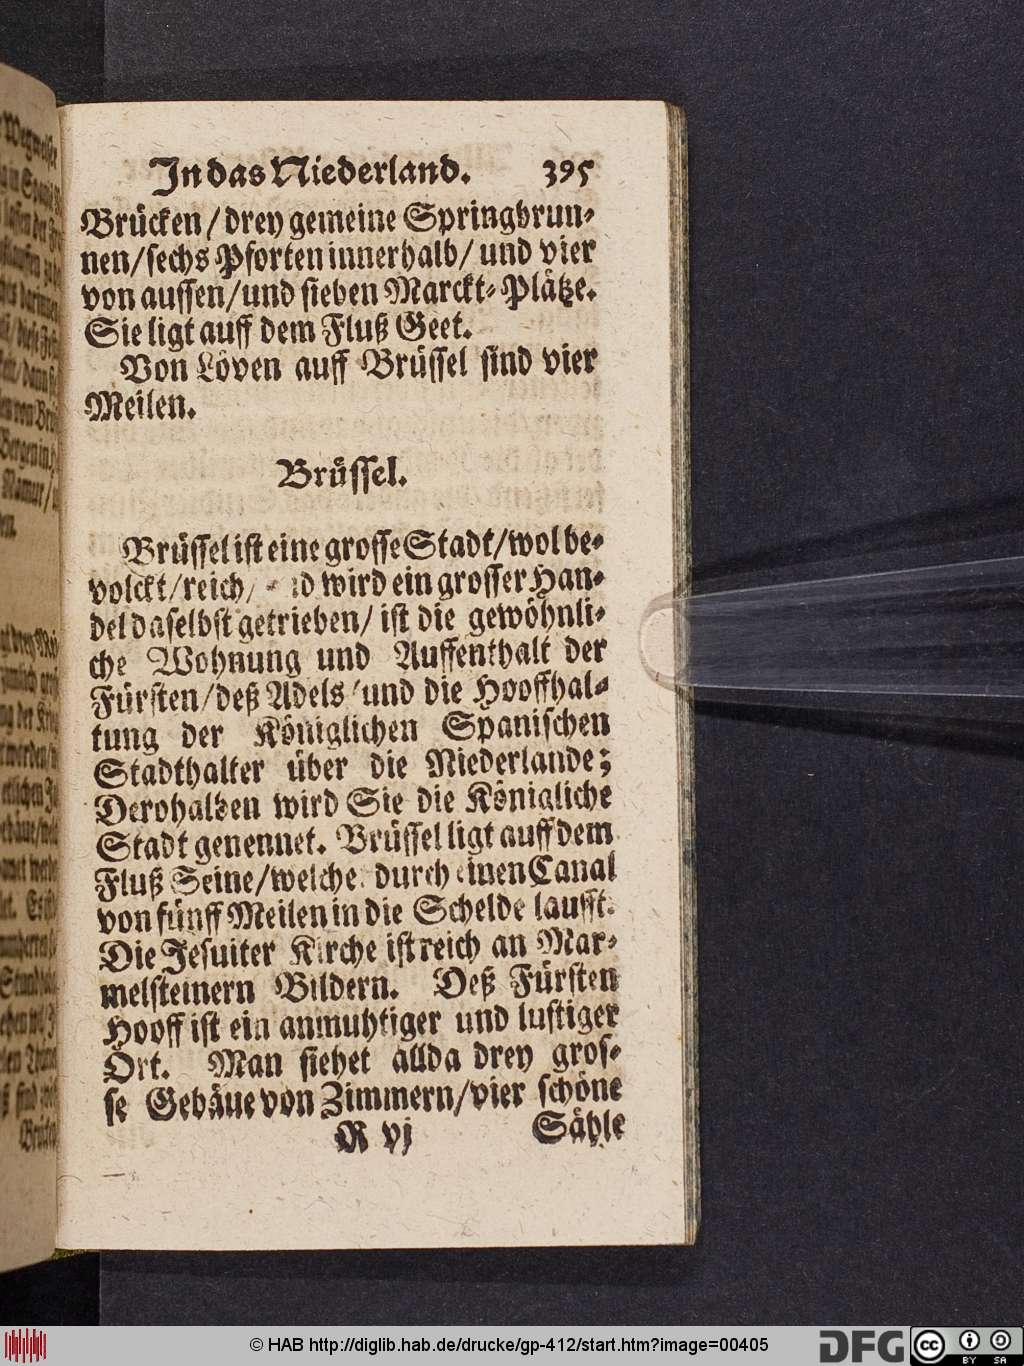 In das Niederland. 395
Brücken / drey gemeine Springbrun-
nen / sechs Pforten innerhalb / und vier
von aussen / und sieben Marckt-Plätze.
Sie ligt auff dem Fluß Geet.
Von Löven auff Brüssel sind vier
Meilen.
Brüssel.
Brüssel ist eine grosse Stadt / wol be-
volckt / reich / wird ein grosser Han-
del daselbst getrieben / ist die gewöhnli-
che Wohnung und Auffenthalt der
Fürsten / deß Adels / und die Hooffhal-
tung der Königlichen Spanischen
Stadthalter über die Niederlande;
Derohalben wird Sie die Königliche
Stadt genennet. Brüssel ligt auff dem
Fluß Seine / welche durch einen Canal
von fünff Meilen in die Schelde laufft.
Die Jesuiter Kirche ist reich an Mar-
melsteinern Bildern. Deß Fürsten
Hooff ist ein anmuhtiger und lustiger
Ort. Man siehet allda drey gros-
se Gebäue von Zimmern / vier schöne
R vj Sähle
© HAB http://diglib.hab.de/drucke/gp-412/start.htm?image=00405
DFG cc BY SA